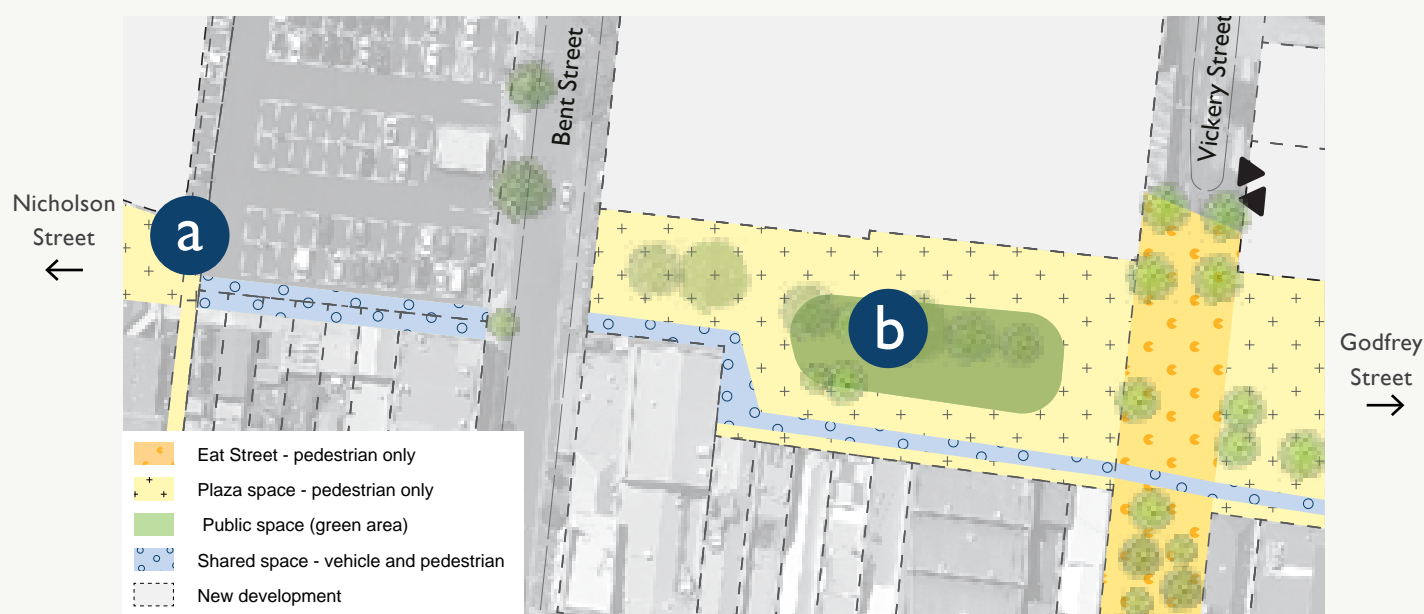 Bent Street
Vickery Street
Nicholson
Street
←
a
b
Godfrey
Street
→
Eat Street - pedestrian only
Plaza space - pedestrian only
Public space (green area)
Shared space - vehicle and pedestrian
New development